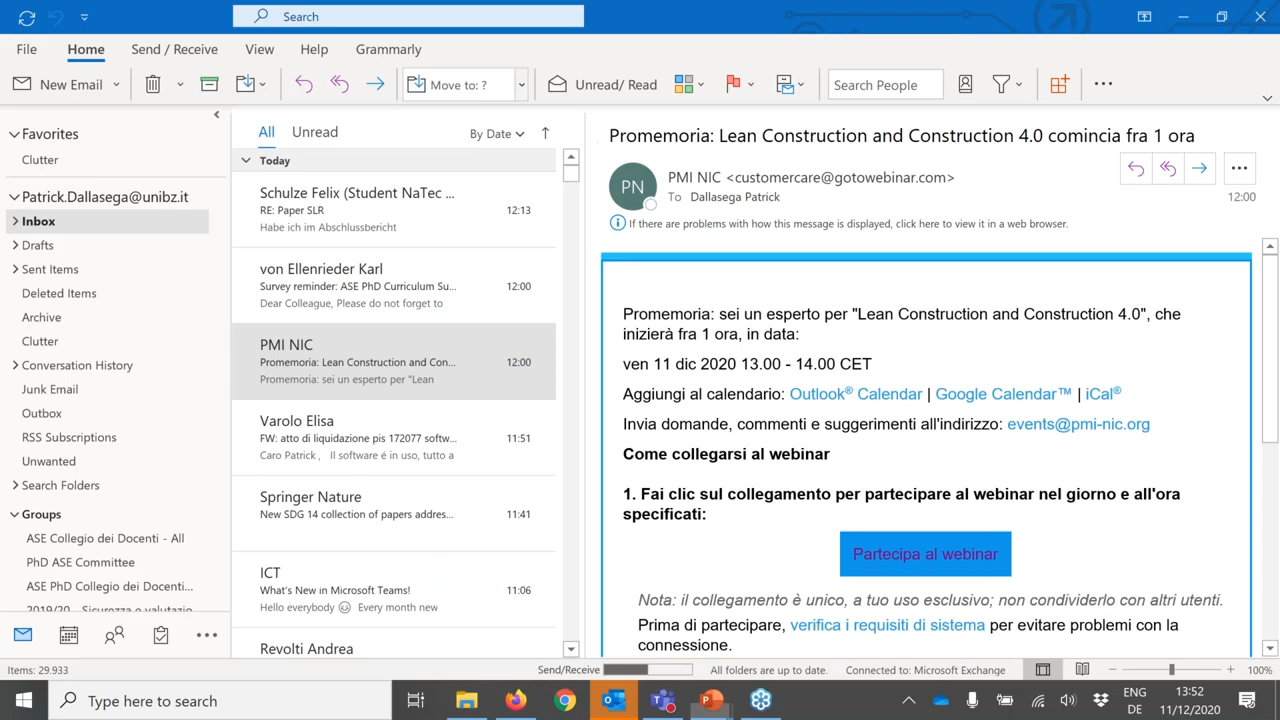 Search
File Home Send / Receive View Help Grammarly
New Email Move to: ? Unread/ Read Search People
Favorites
Clutter
Patrick.Dallasega@unibz.it
Inbox
Drafts
Sent Items
Deleted Items
Archive
Clutter
Conversation History
Junk Email
Outbox
RSS Subscriptions
Unwanted
Search Folders
Groups
ASE Collegio dei Docenti - All
PhD ASE Committee
ASE PhD Collegio dei Docenti...
2019/20 - Sicurezza e valutazio
All Unread By Date
Today
Schulze Felix (Student NaTec ...
RE: Paper SLR 12:13
Habe ich im Abschlussbericht
von Ellenrieder Karl
Survey reminder: ASE PhD Curriculum Su... 12:00
Dear Colleague, Please do not forget to
PMI NIC
Promemoria: Lean Construction and Con... 12:00
Promemoria: sei un esperto per "Lean
Varolo Elisa
FW: atto di liquidazione pis 172077 softw... 11:51
Caro Patrick , Il software é in uso, tutto a
Springer Nature
New SDG 14 collection of papers addres... 11:41
ICT
What's New in Microsoft Teams! 11:06
Hello everybody Every month new
Revolti Andrea
Promemoria: Lean Construction and Construction 4.0 comincia fra 1 ora
PN
PMI NIC <customercare@gotowebinar.com>
To Dallasega Patrick 12:00
If there are problems with how this message is displayed, click here to view it in a web browser.
Promemoria: sei un esperto per "Lean Construction and Construction 4.0", che
inizierà fra 1 ora, in data:
ven 11 dic 2020 13.00 - 14.00 CET
Aggiungi al calendario: Outlook® Calendar | Google Calendar™ | iCal®
Invia domande, commenti e suggerimenti all'indirizzo: events@pmi-nic.org
Come collegarsi al webinar
1. Fai clic sul collegamento per partecipare al webinar nel giorno e all'ora
specificati:
Partecipa al webinar
Nota: il collegamento è unico, a tuo uso esclusivo; non condividerlo con altri utenti.
Prima di partecipare, verifica i requisiti di sistema per evitare problemi con la
connessione.
Items: 29.933 Send/Receive All folders are up to date. Connected to: Microsoft Exchange 100%
Type here to search ENG 13:52
DE 11/12/2020